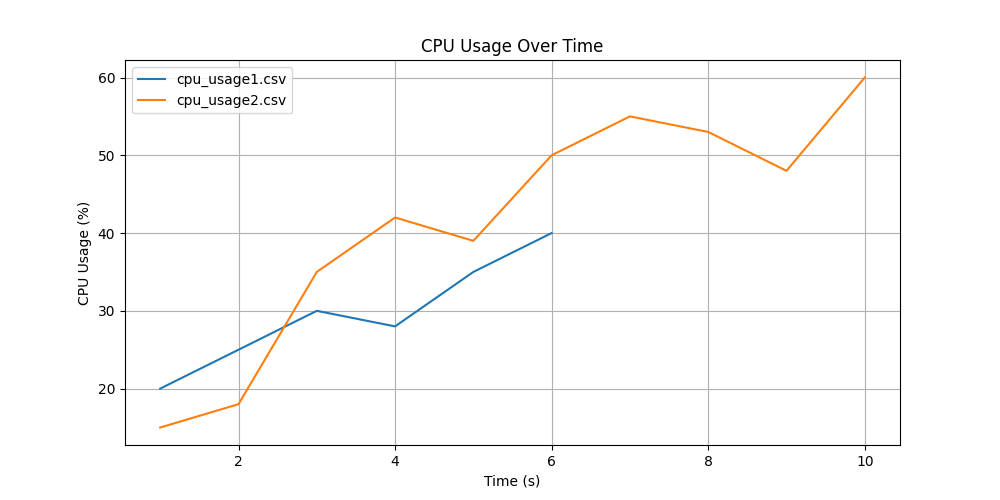 CPU Usage Over Time
cpu_usage1.csv
cpu_usage2.csv
CPU Usage (%)
60
50
40
30
20
2 4 6 8 10
Time (s)